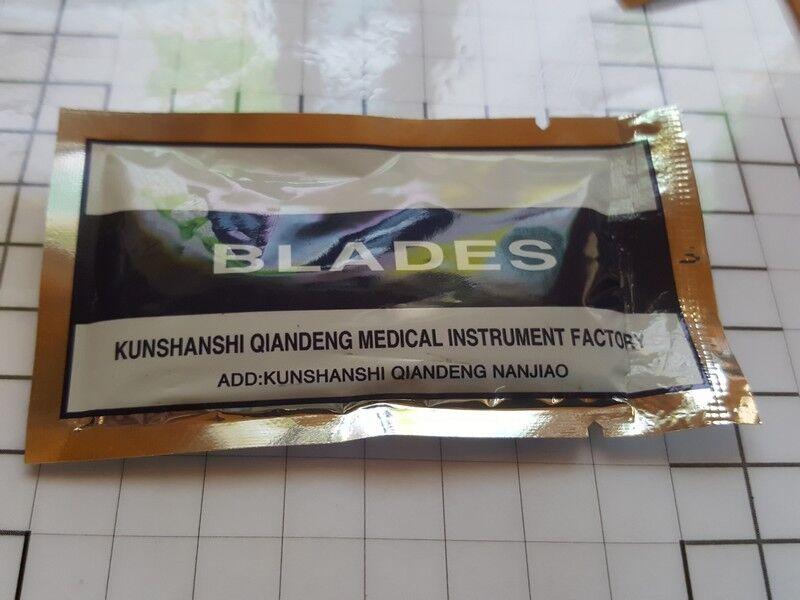 BLADES
KUNSHANSHI QIANDENG MEDICAL INSTRUMENT FACTORY
ADD:KUNSHANSHI QIANDENG NANJIAO